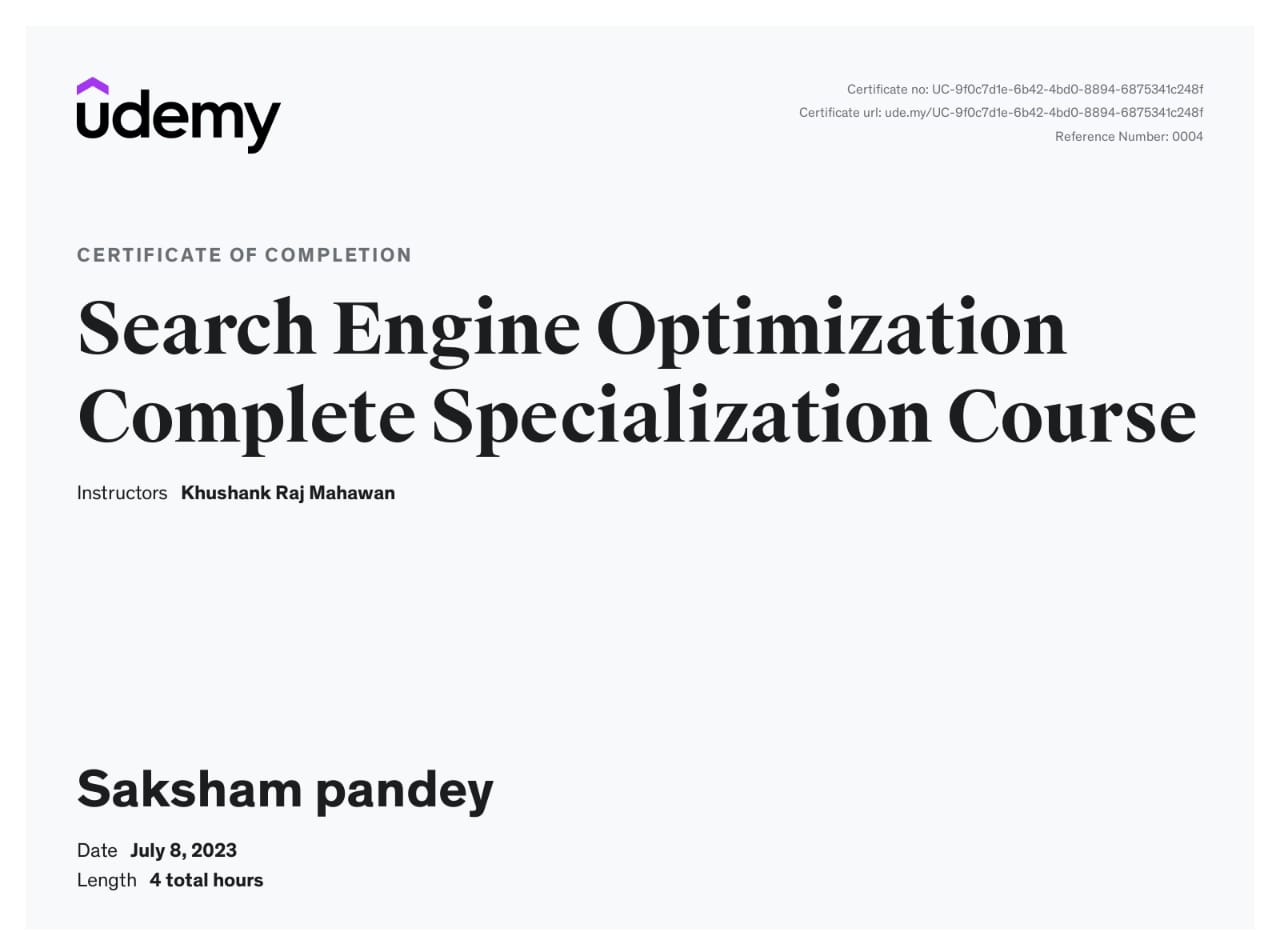 udemy
Certificate no: UC-9f0c7d1e-6b42-4bd0-8894-6875341c248f
Certificate url: ude.my/UC-9f0c7d1e-6b42-4bd0-8894-6875341c248f
Reference Number: 0004
CERTIFICATE OF COMPLETION
Search Engine Optimization
Complete Specialization Course
Instructors Khushank Raj Mahawan
Saksham pandey
Date July 8, 2023
Length 4 total hours